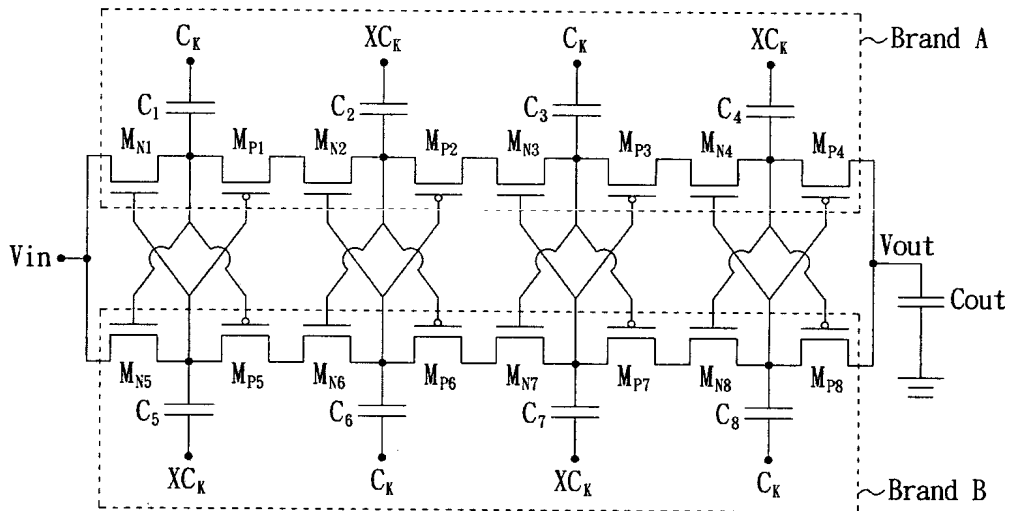 C_K XC_K C_K XC_K
Brand A
C_1 C_2 C_3 C_4
M_N1 M_P1 M_N2 M_P2 M_N3 M_P3 M_N4 M_P4
Vin
Vout
Cout
M_N5 M_P5 M_N6 M_P6 M_N7 M_P7 M_N8 M_P8
C_5 C_6 C_7 C_8
XC_K C_K XC_K C_K
Brand B